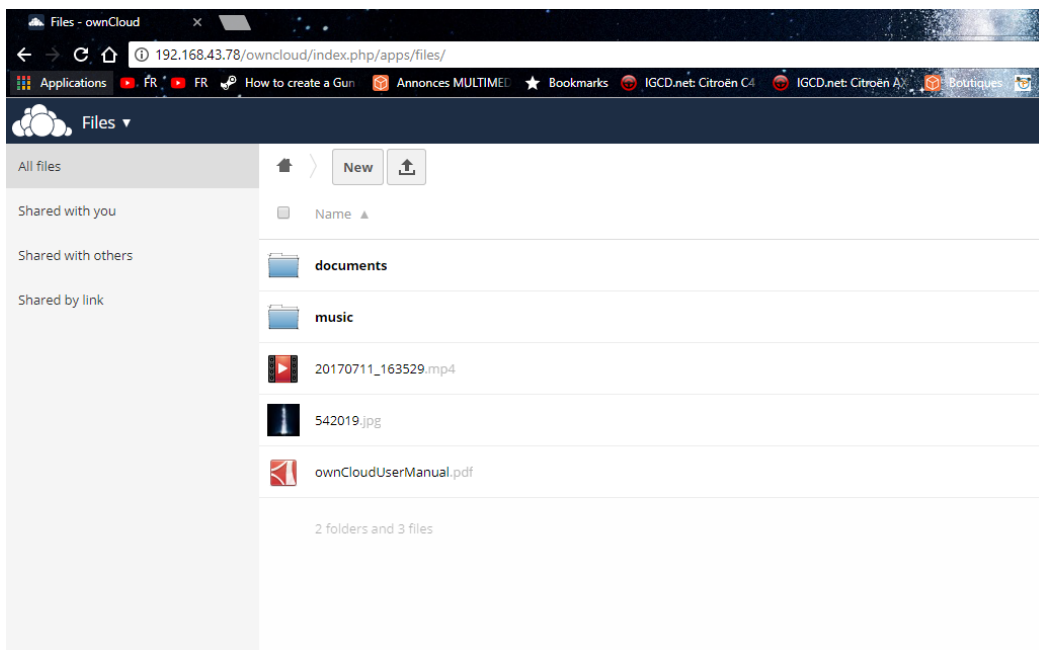 Files - ownCloud
192.168.43.78/owncloud/index.php/apps/files/
Applications FR FR How to create a Gun Annonces MULTIMED Bookmarks IGCD.net: Citroën C4 IGCD.net: Citroën AX Boutiques
Files ▾
All files
New
Shared with you
Name ▲
Shared with others
documents
Shared by link
music
20170711_163529.mp4
542019.jpg
ownCloudUserManual.pdf
2 folders and 3 files